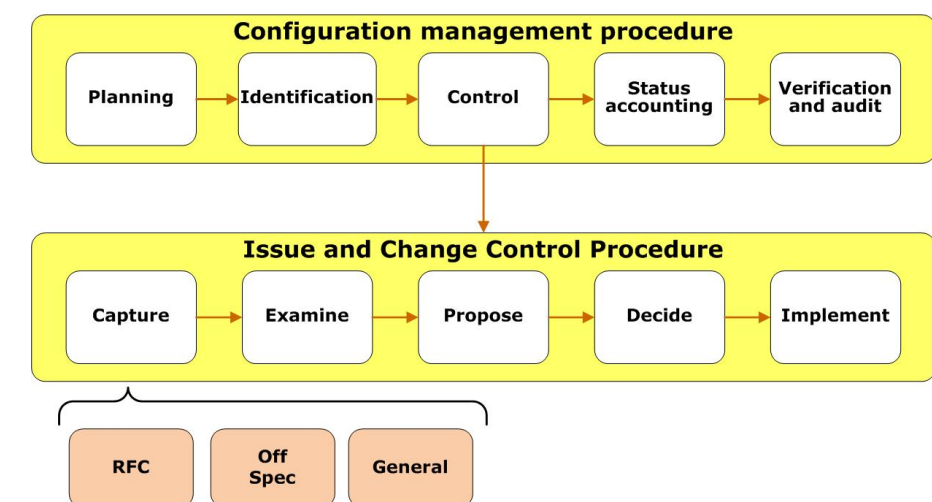 Configuration management procedure
Planning
Identification
Control
Status
accounting
Verification
and audit
Issue and Change Control Procedure
Capture
Examine
Propose
Decide
Implement
RFC
Off
Spec
General